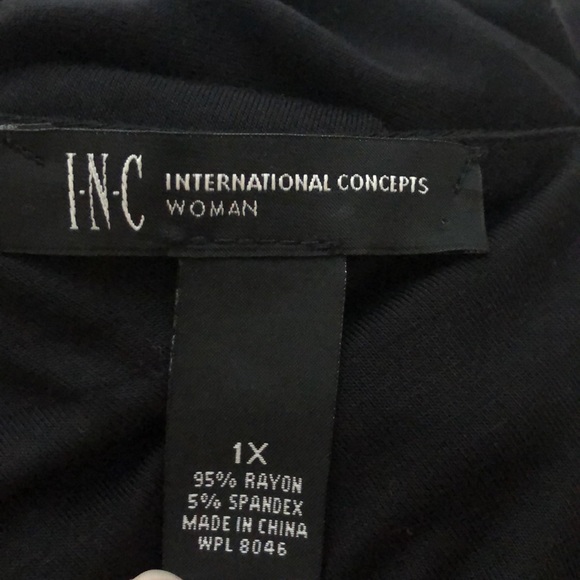 I·N·C INTERNATIONAL CONCEPTS
WOMAN
1X
95% RAYON
5% SPANDEX
MADE IN CHINA
WPL 8046